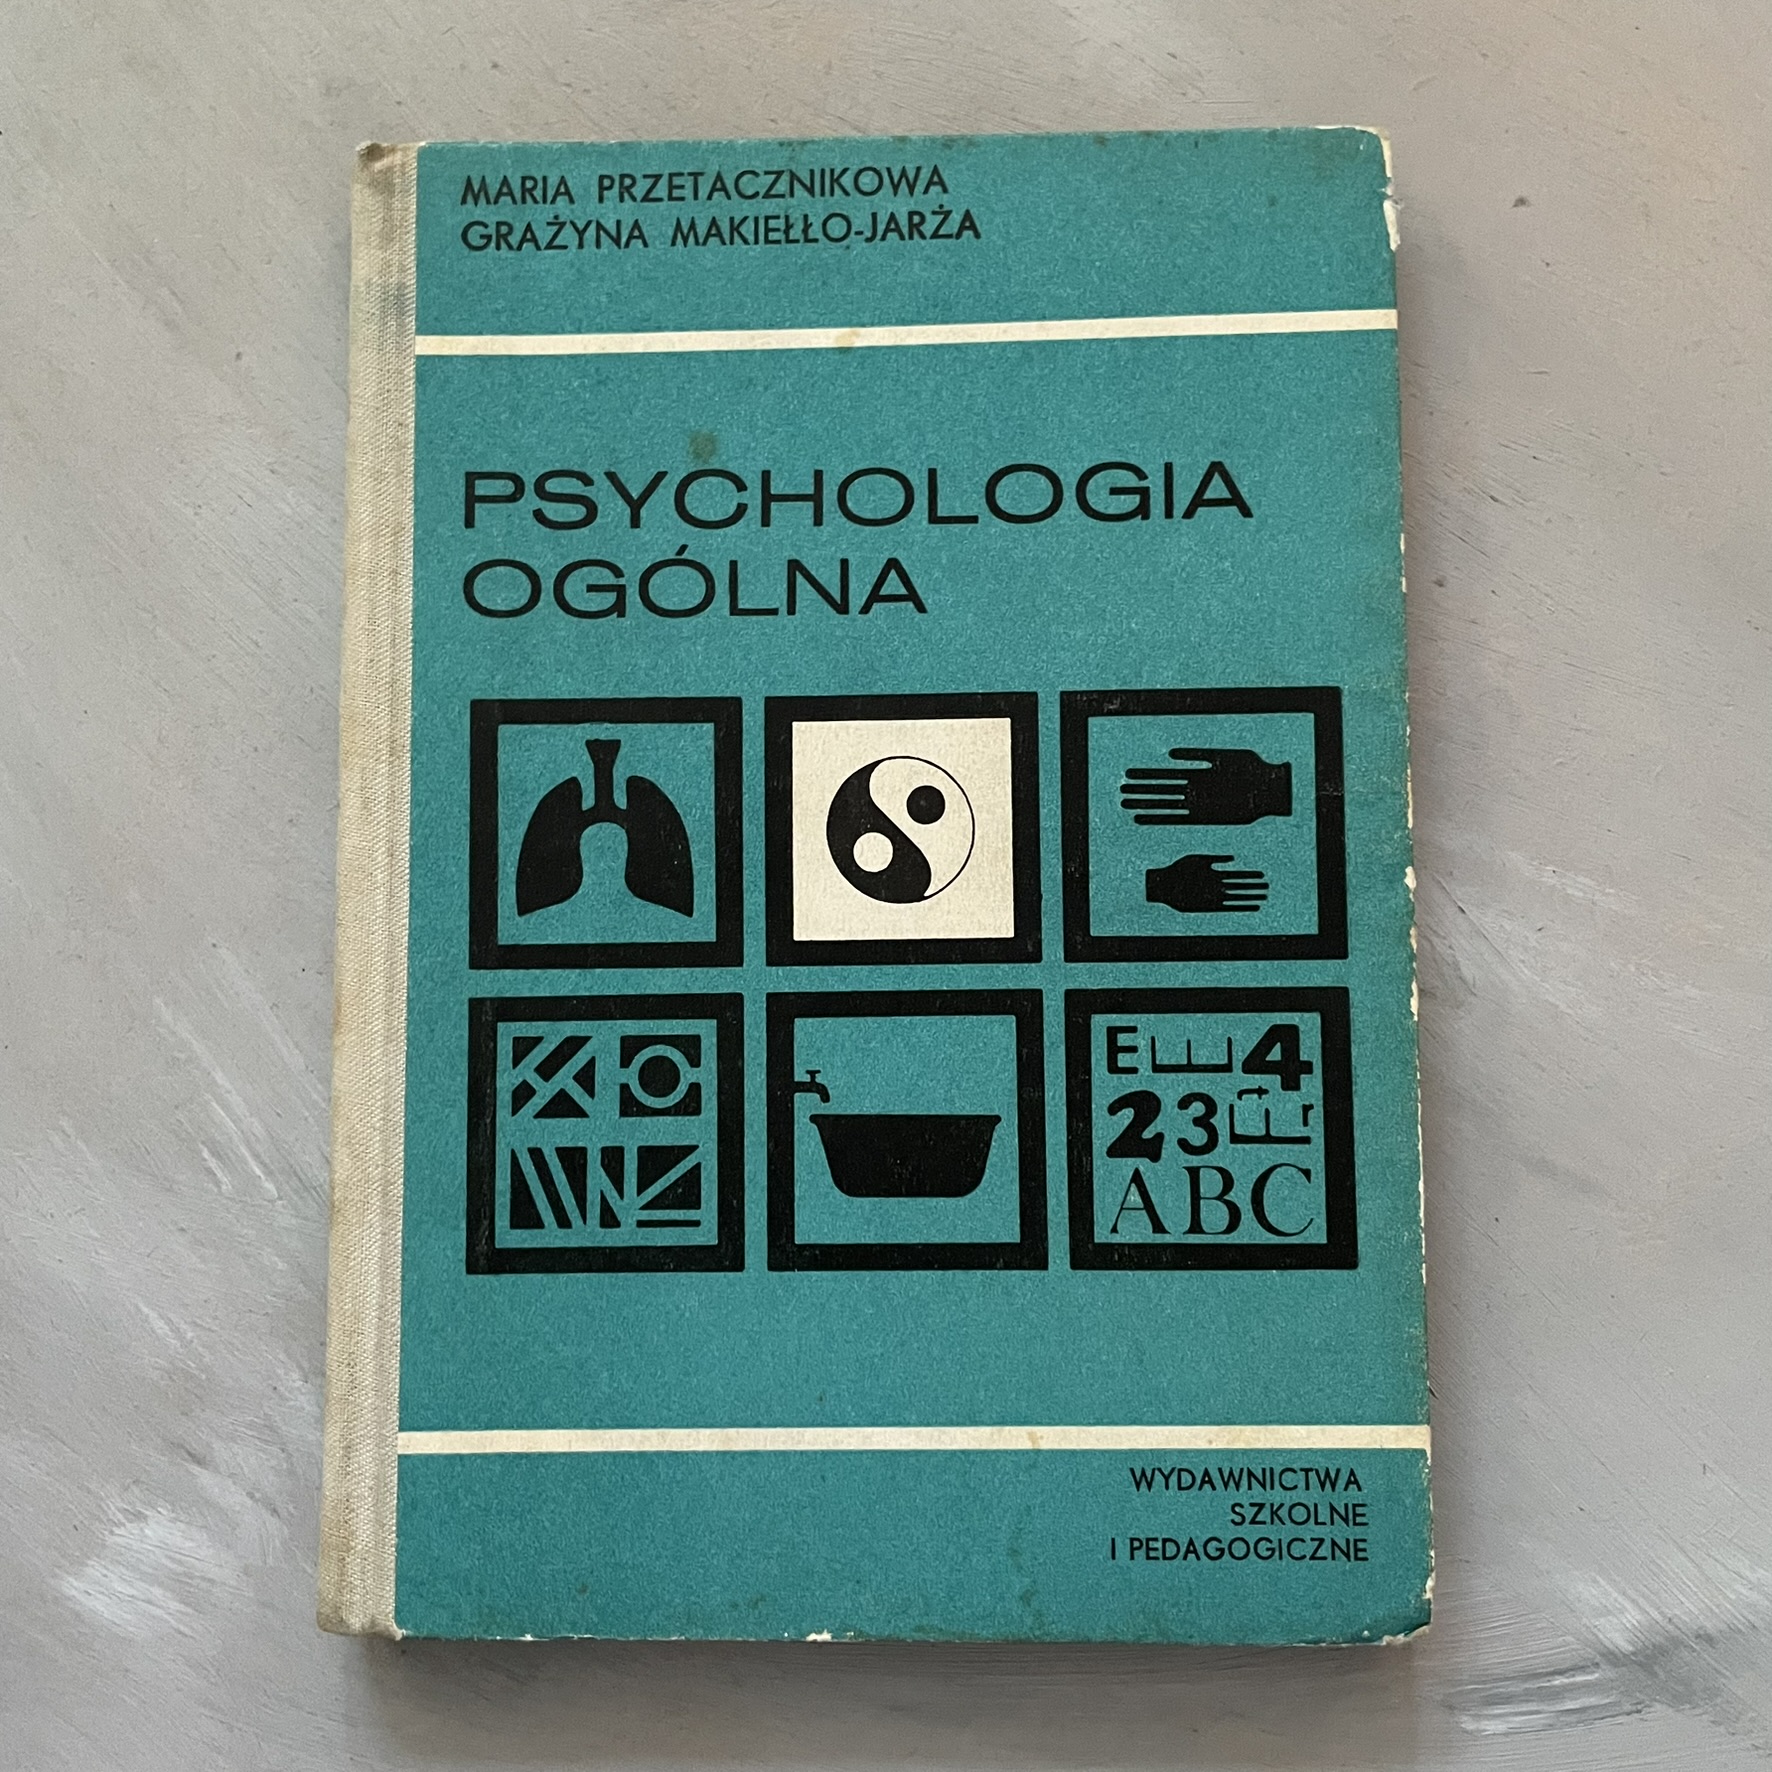 MARIA PRZETACZNIKOWA
GRAŻYNA MAKIEŁŁO-JARŻA
PSYCHOLOGIA
OGÓLNA
E E 4
2 3
ABC
WYDAWNICTWA
SZKOLNE
I PEDAGOGICZNE